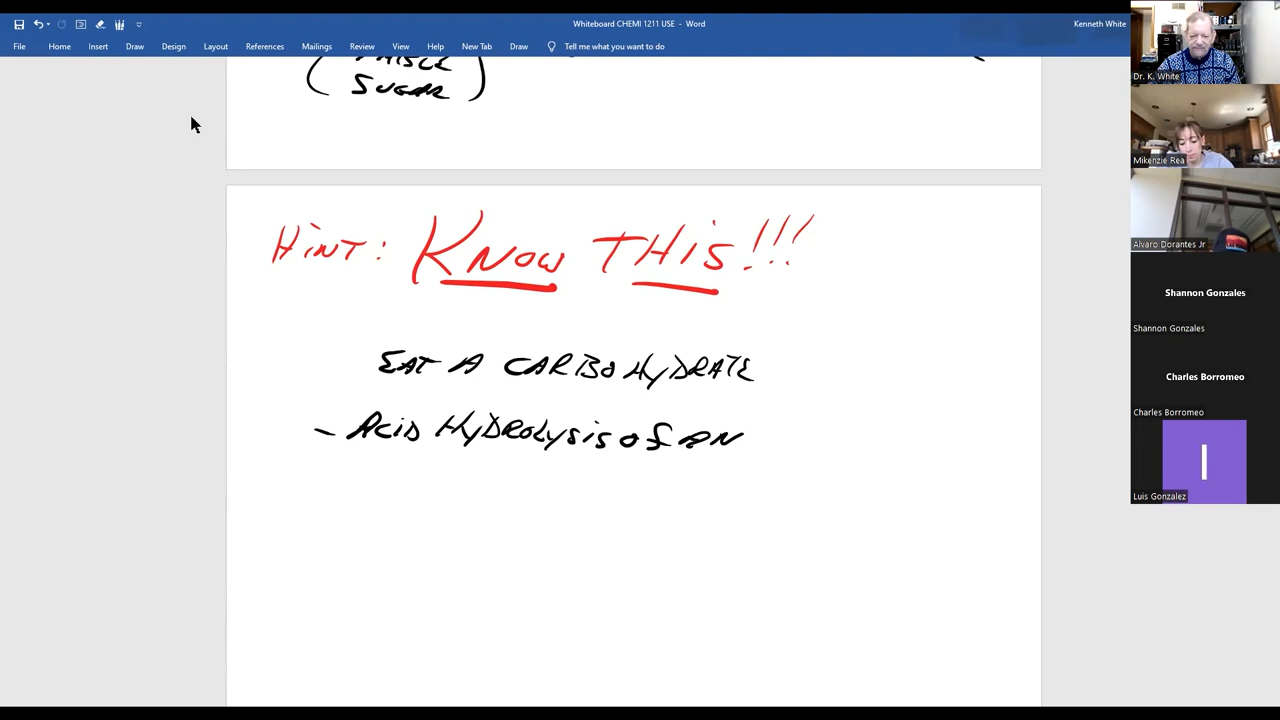 Whiteboard CHEMI 1211 USE - Word
Kenneth White
File Home Insert Draw Design Layout References Mailings Review View Help New Tab Draw Tell me what you want to do
(TABLE
SUGAR)
HINT: KNOW THIS!!!
EAT A CARBOHYDRATE
- ACID HYDROLYSIS OF AN
Dr. K. White
Mikenzie Rea
Alvaro Dorantes Jr
Shannon Gonzales
Shannon Gonzales
Charles Borromeo
Charles Borromeo
I
Luis Gonzalez